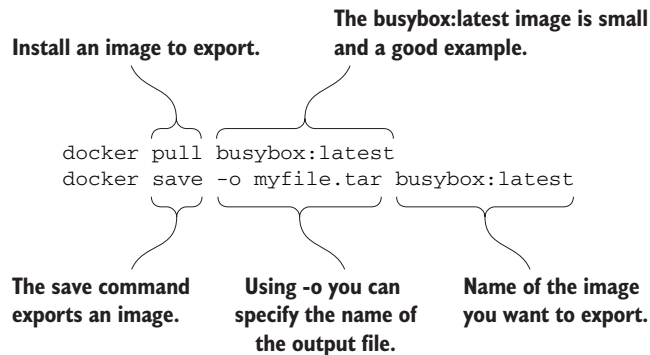 The busybox:latest image is small
and a good example.
Install an image to export.
docker pull busybox:latest
docker save -o myfile.tar busybox:latest
The save command
exports an image.
Using -o you can
specify the name of
the output file.
Name of the image
you want to export.